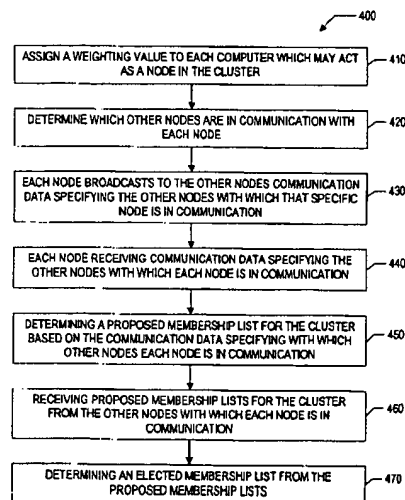 400
ASSIGN A WEIGHTING VALUE TO EACH COMPUTER WHICH MAY ACT
AS A NODE IN THE CLUSTER
410
DETERMINE WHICH OTHER NODES ARE IN COMMUNICATION WITH
EACH NODE
420
EACH NODE BROADCASTS TO THE OTHER NODES COMMUNICATION
DATA SPECIFYING THE OTHER NODES WITH WHICH THAT SPECIFIC
NODE IS IN COMMUNICATION
430
EACH NODE RECEIVING COMMUNICATION DATA SPECIFYING THE
OTHER NODES WITH WHICH EACH NODE IS IN COMMUNICATION
440
DETERMINING A PROPOSED MEMBERSHIP LIST FOR THE CLUSTER
BASED ON THE COMMUNICATION DATA SPECIFYING WITH WHICH
OTHER NODES EACH NODE IS IN COMMUNICATION
450
RECEIVING PROPOSED MEMBERSHIP LISTS FOR THE CLUSTER
FROM THE OTHER NODES WITH WHICH EACH NODE IS IN
COMMUNICATION
460
DETERMINING AN ELECTED MEMBERSHIP LIST FROM THE
PROPOSED MEMBERSHIP LISTS
470